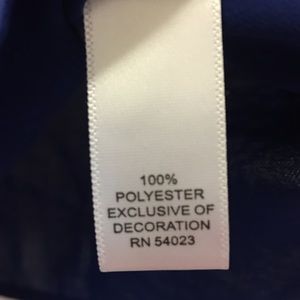 100%
POLYESTER
EXCLUSIVE OF
DECORATION
RN 54023